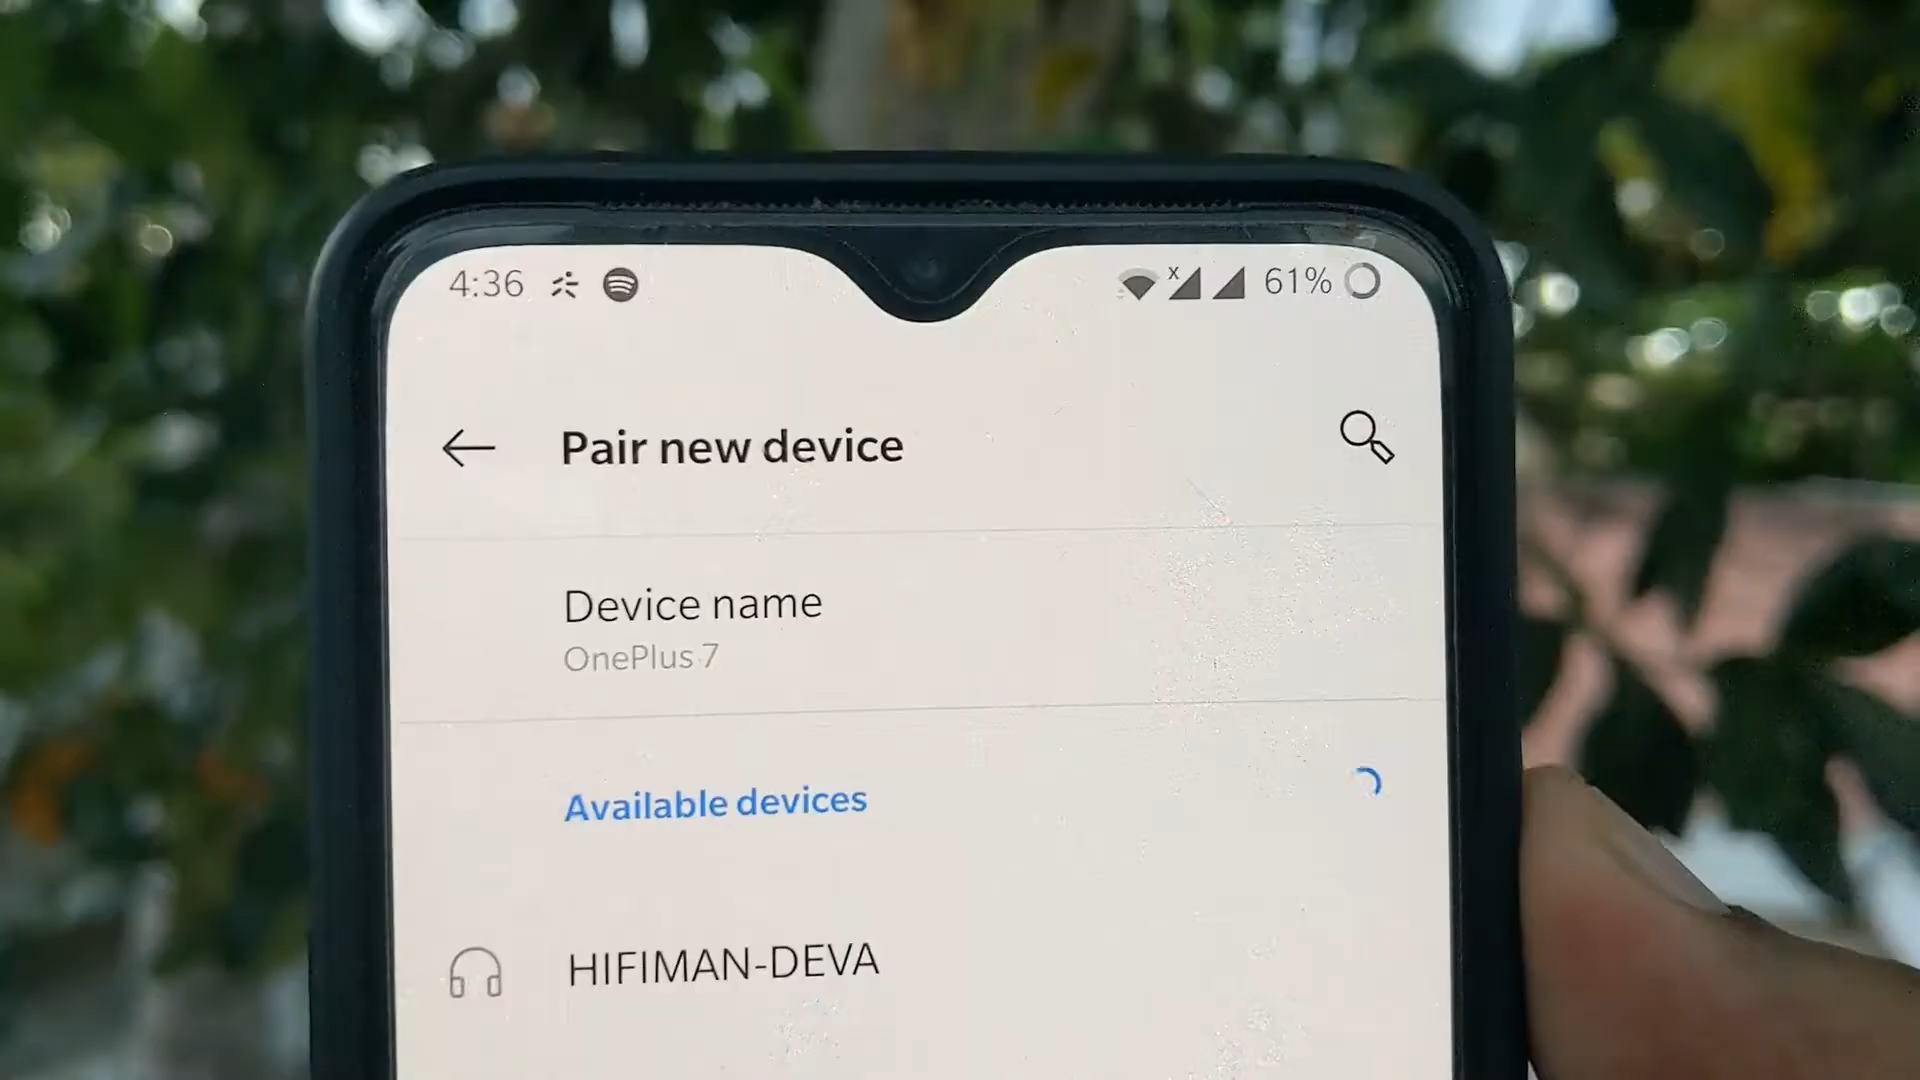 4:36 x 61%
Pair new device
Device name
OnePlus 7
Available devices
HIFIMAN-DEVA